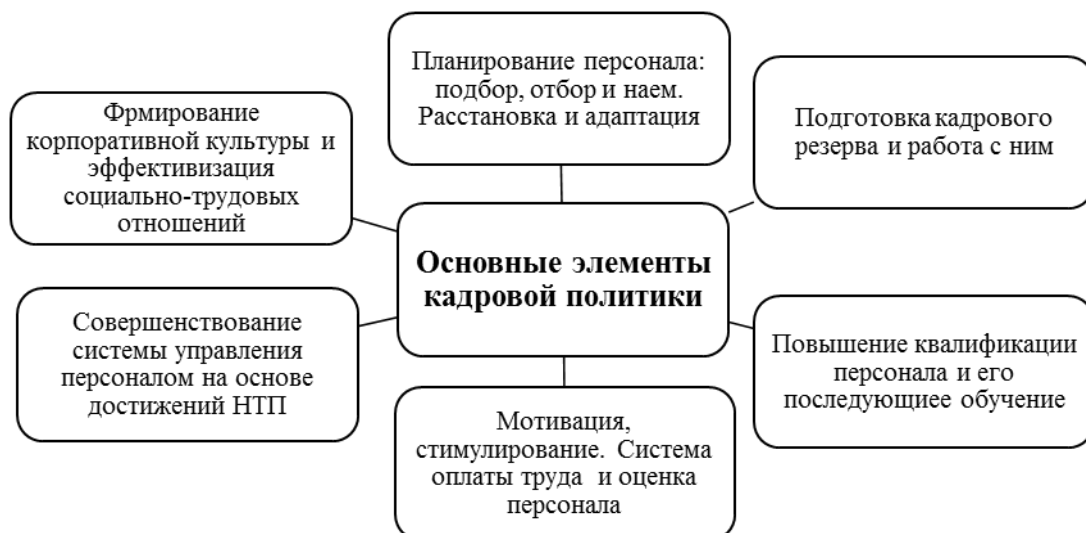 Планирование персонала:
подбор, отбор и наем.
Расстановка и адаптация
Фрмирование
корпоративной культуры и
эффективизация
социально-трудовых
отношений
Подготовка кадрового
резерва и работа с ним
Основные элементы
кадровой политики
Совершенствование
системы управления
персоналом на основе
достижений НТП
Повышение квалификации
персонала и его
последующиее обучение
Мотивация,
стимулирование. Система
оплаты труда и оценка
персонала